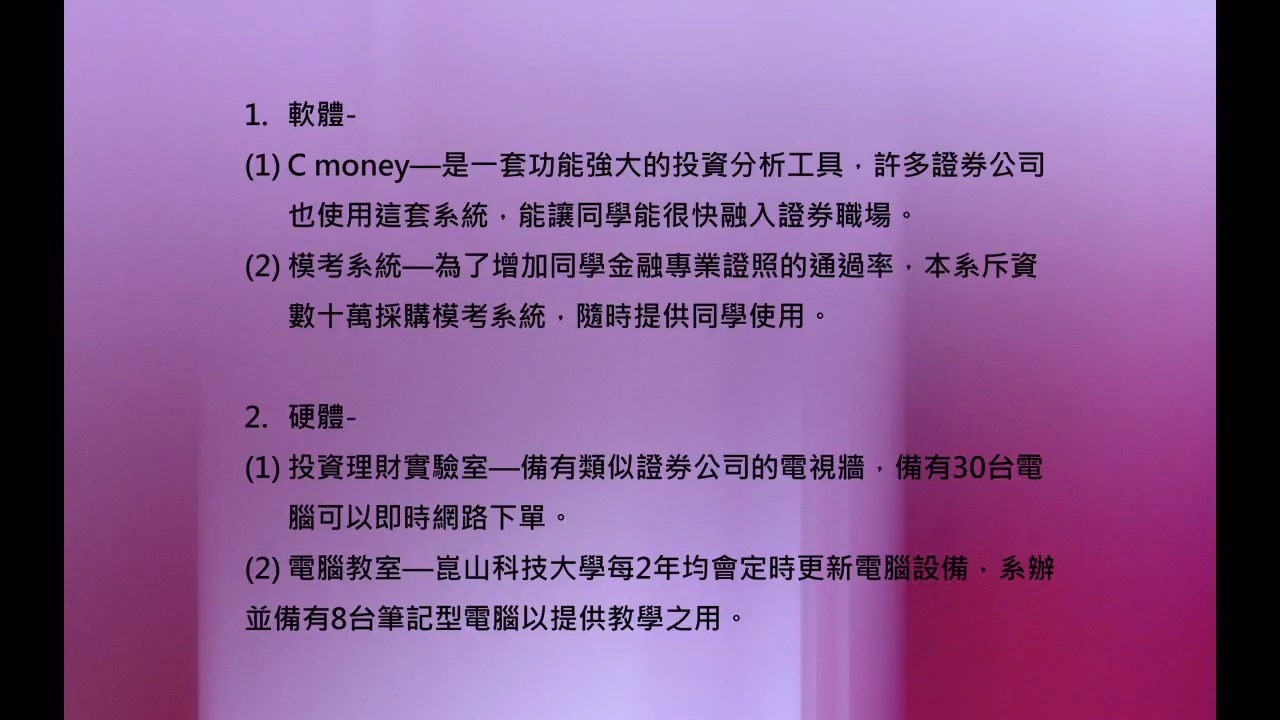 1. 軟體-
(1) C money—是一套功能強大的投資分析工具，許多證券公司
也使用這套系統，能讓同學能很快融入證券職場。
(2) 模考系統—為了增加同學金融專業證照的通過率，本系斥資
數十萬採購模考系統，隨時提供同學使用。
2. 硬體-
(1) 投資理財實驗室—備有類似證券公司的電視牆，備有30台電
腦可以即時網路下單。
(2) 電腦教室—崑山科技大學每2年均會定時更新電腦設備，系辦
並備有8台筆記型電腦以提供教學之用。